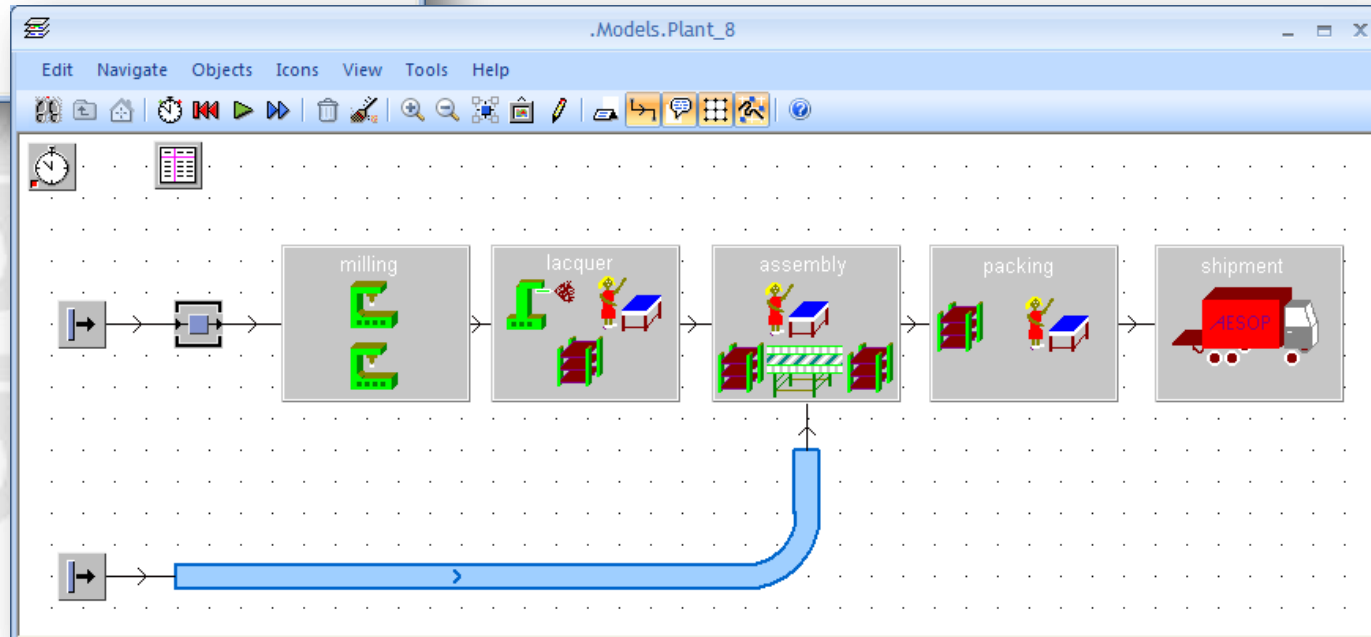 .Models.Plant_8
Edit Navigate Objects Icons View Tools Help
milling
lacquer
assembly
packing
shipment
AESOP